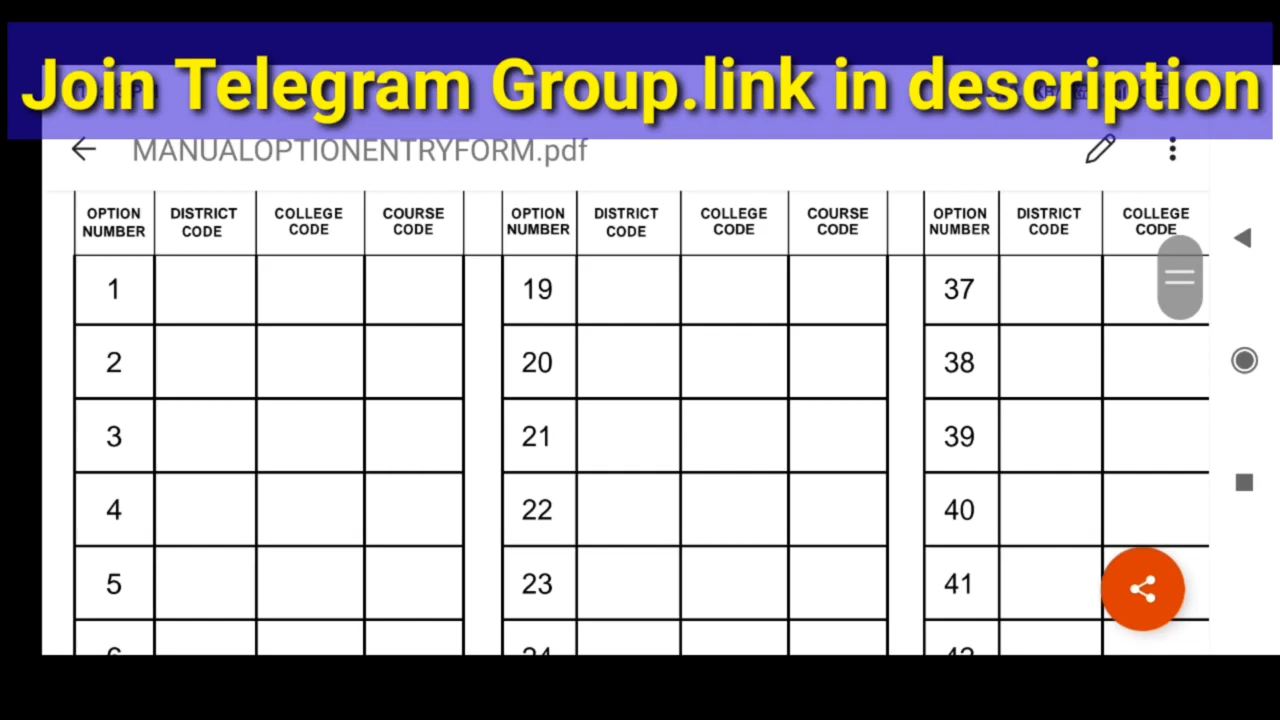 Join Telegram Group.link in description
MANUALOPTIONENTRYFORM.pdf
OPTION NUMBER DISTRICT CODE COLLEGE CODE COURSE CODE OPTION NUMBER DISTRICT CODE COLLEGE CODE COURSE CODE OPTION NUMBER DISTRICT CODE COLLEGE CODE
1 19 37
2 20 38
3 21 39
4 22 40
5 23 41